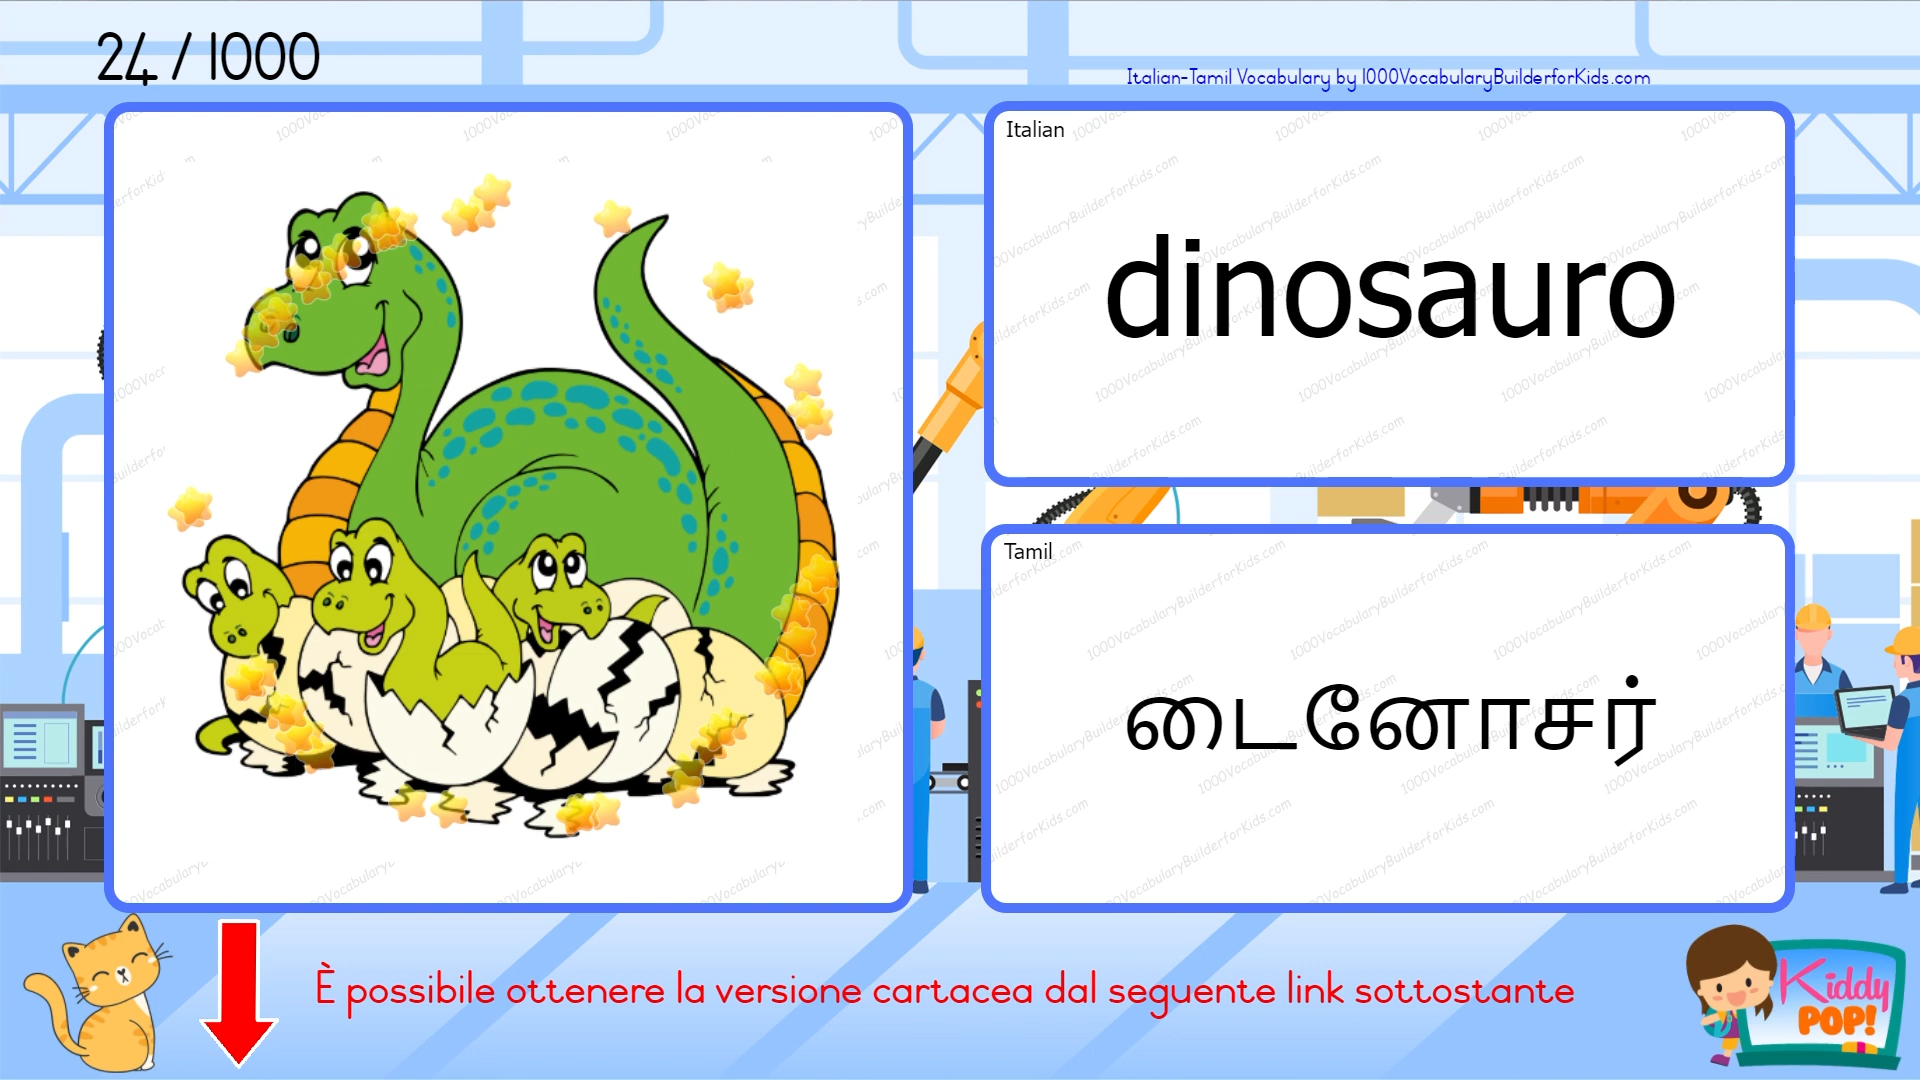 24 / 1000
Italian-Tamil Vocabulary by 1000VocabularyBuilderforKids.com
Italian
dinosauro
Tamil
டைனோசர்
È possibile ottenere la versione cartacea dal seguente link sottostante
Kiddy
POP!